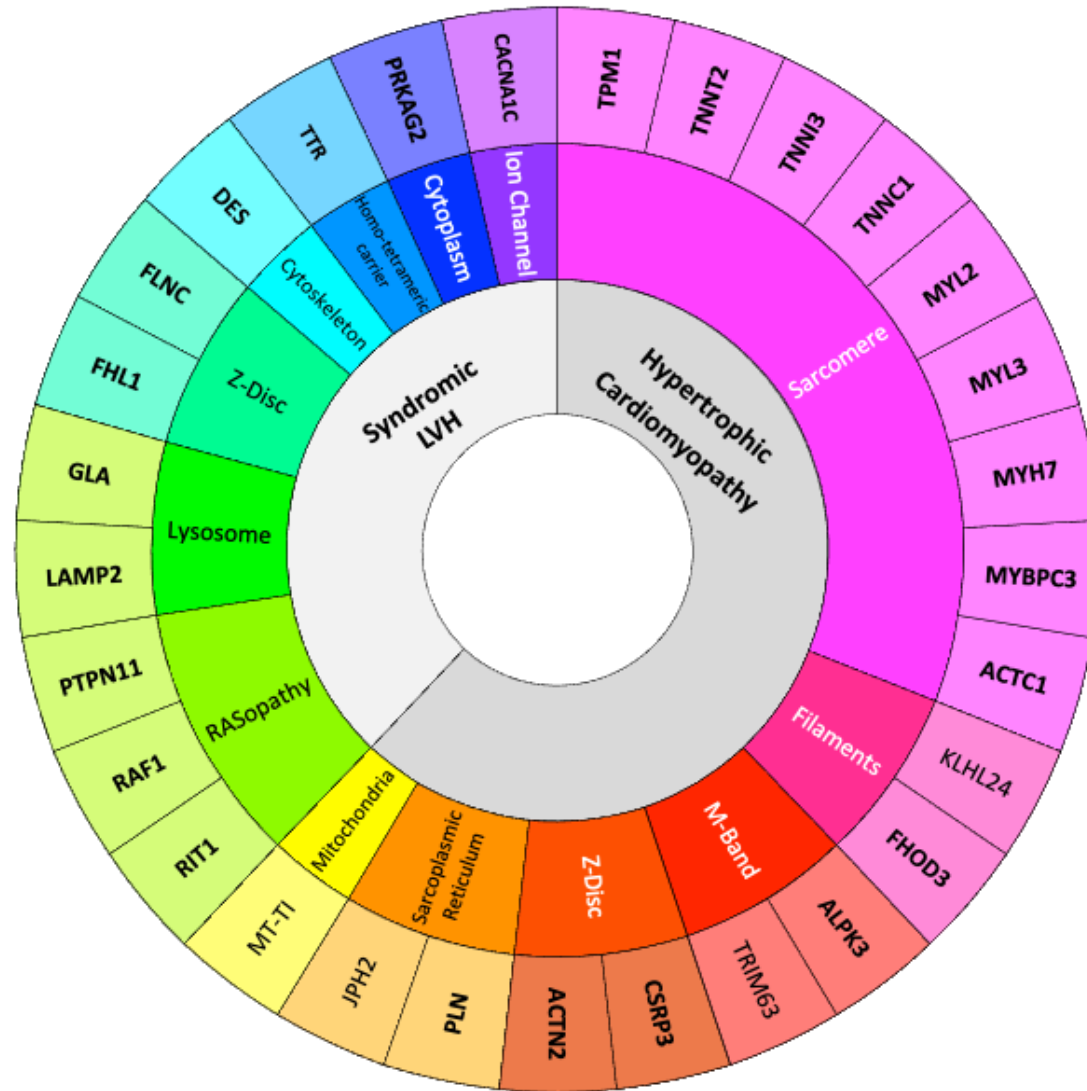 Hypertrophic
Cardiomyopathy
Syndromic
LVH
Sarcomere
Filaments
M-Band
Z-Disc
Sarcoplasmic
Reticulum
Mitochondria
RASopathy
Lysosome
Z-Disc
Cytoskeleton
Homo-tetrameric
carrier
Cytoplasm
Ion Channel
TPM1
TNNT2
TNNI3
TNNC1
MYL2
MYL3
MYH7
MYBPC3
ACTC1
KLHL24
FHOD3
ALPK3
TRIM63
CSRP3
ACTN2
PLN
JPH2
MT-TI
RIT1
RAF1
PTPN11
LAMP2
GLA
FHL1
FLNC
DES
TTR
PRKAG2
CACNA1C